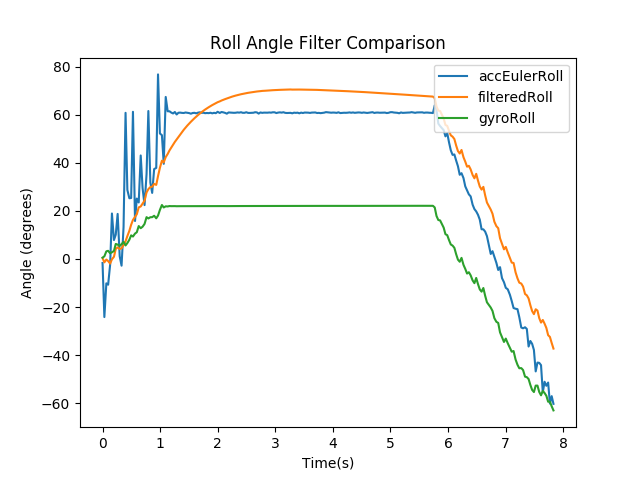 Roll Angle Filter Comparison
accEulerRoll
filteredRoll
gyroRoll
Angle (degrees)
80
60
40
20
0
−20
−40
−60
0 1 2 3 4 5 6 7 8
Time(s)